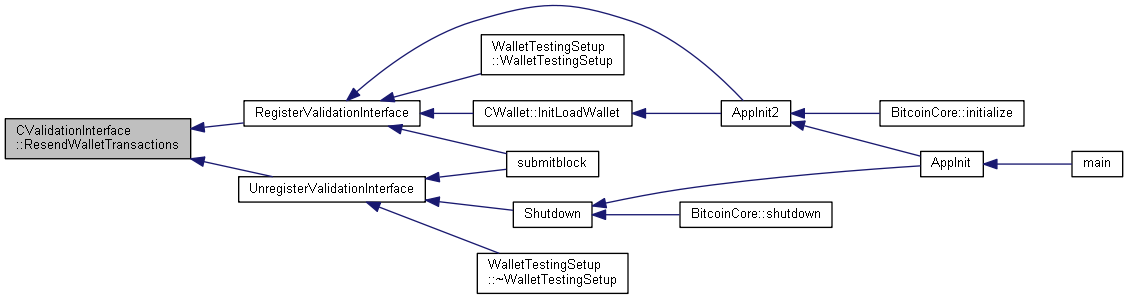 CValidationInterface
::ResendWalletTransactions
RegisterValidationInterface
UnregisterValidationInterface
WalletTestingSetup
::WalletTestingSetup
CWallet::InitLoadWallet
submitblock
Shutdown
WalletTestingSetup
::~WalletTestingSetup
AppInit2
BitcoinCore::shutdown
BitcoinCore::initialize
AppInit
main